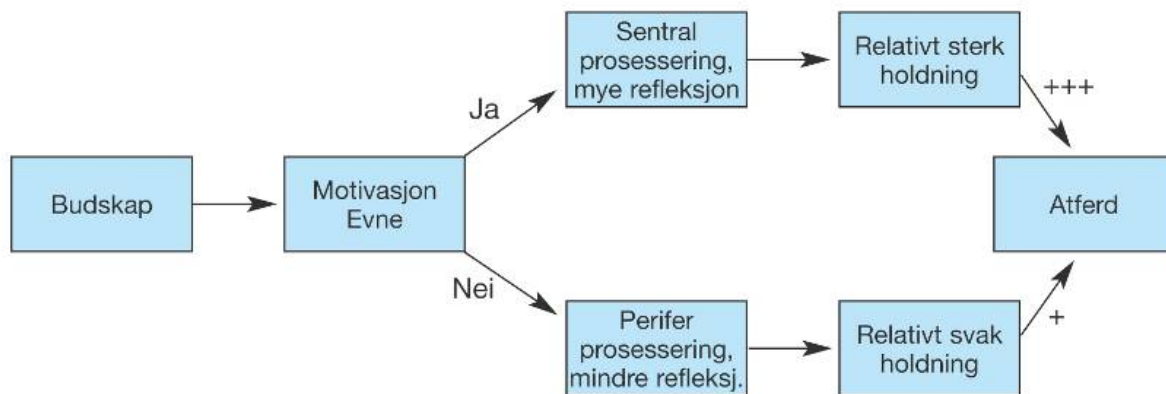 Budskap
Motivasjon
Evne
Ja
Nei
Sentral
prosessering,
mye refleksjon
Relativt sterk
holdning
+++
Perifer
prosessering,
mindre refleksj.
Relativt svak
holdning
+
Atferd